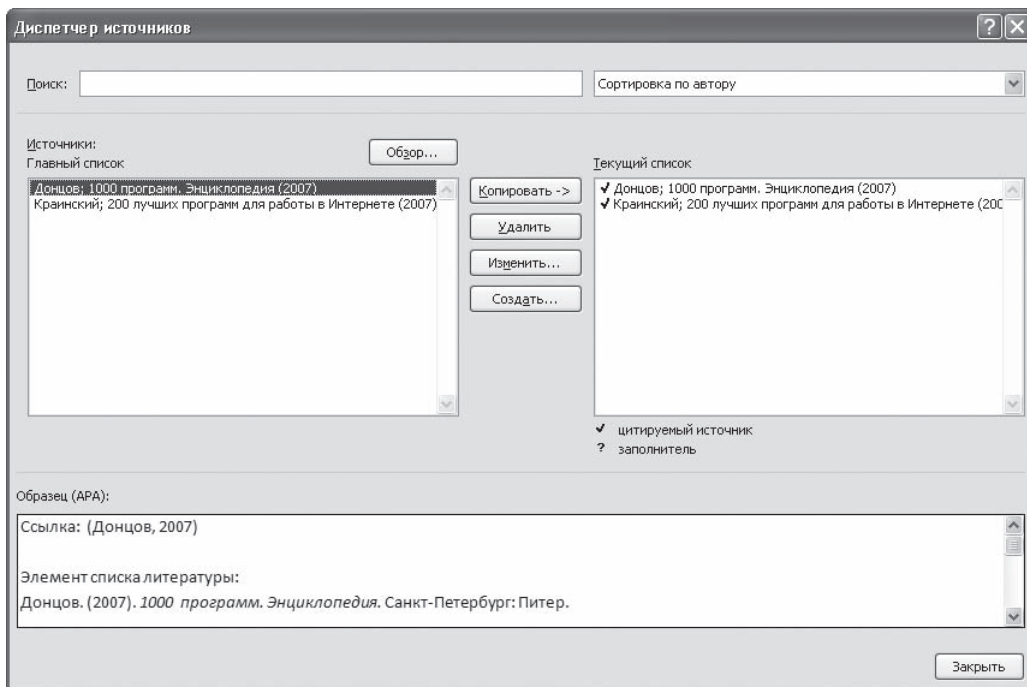 Диспетчер источников
Поиск:
Сортировка по автору
Источники:
Главный список
Обзор...
Текущий список
Донцов; 1000 программ. Энциклопедия (2007)
Краинский; 200 лучших программ для работы в Интернете (2007)
Копировать ->
Удалить
Изменить...
Создать...
✓ Донцов; 1000 программ. Энциклопедия (2007)
✓ Краинский; 200 лучших программ для работы в Интернете (200
✓ цитируемый источник
? заполнитель
Образец (APA):
Ссылка: (Донцов, 2007)
Элемент списка литературы:
Донцов. (2007). 1000 программ. Энциклопедия. Санкт-Петербург: Питер.
Закрыть